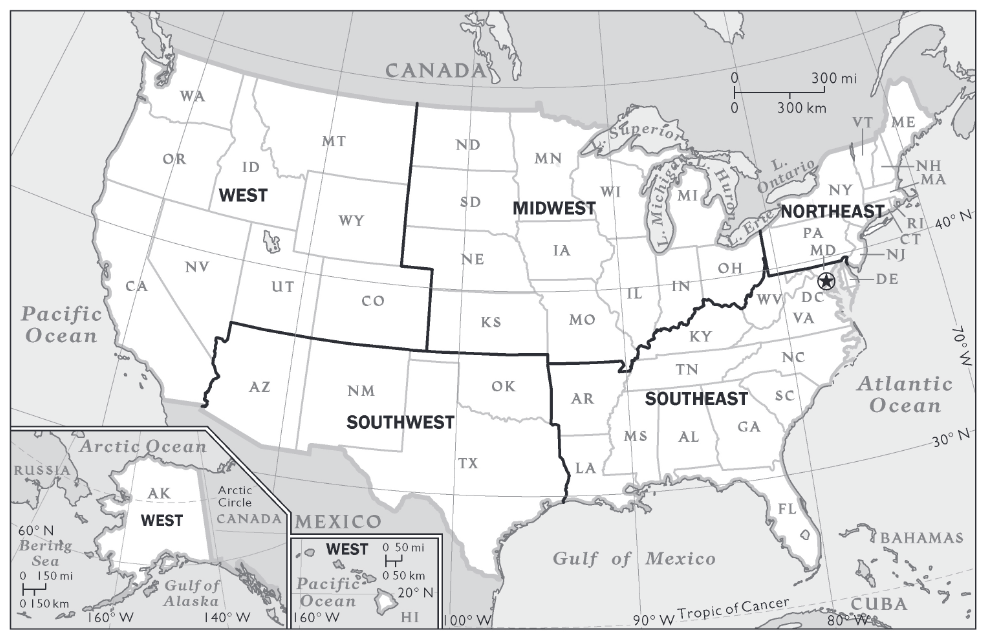 CANADA
0 300 mi
0 300 km
WA
MT
ND
MN
L. Superior
VT
ME
OR
ID
WEST
WY
SD
MIDWEST
WI
L. Michigan
MI
L. Huron
L. Ontario
L. Erie
NY
NH
MA
NORTHEAST
RI
CT
40° N
PA
MD
NJ
DE
NV
CA
UT
CO
NE
IA
IL
IN
OH
WV
DC
VA
Pacific
Ocean
KS
MO
KY
70° W
AZ
NM
OK
AR
TN
NC
SC
SOUTHWEST
SOUTHEAST
Atlantic
Ocean
MS
AL
GA
30° N
TX
LA
FL
Arctic Ocean
RUSSIA
AK
WEST
Arctic
Circle
CANADA
60° N
Bering
Sea
0 150 mi
0 150 km
Gulf of
Alaska
160° W
140° W
MEXICO
WEST
0 50 mi
0 50 km
Pacific
Ocean
20° N
HI
160° W
100° W
Gulf of Mexico
BAHAMAS
90° W
Tropic of Cancer
80° W
CUBA